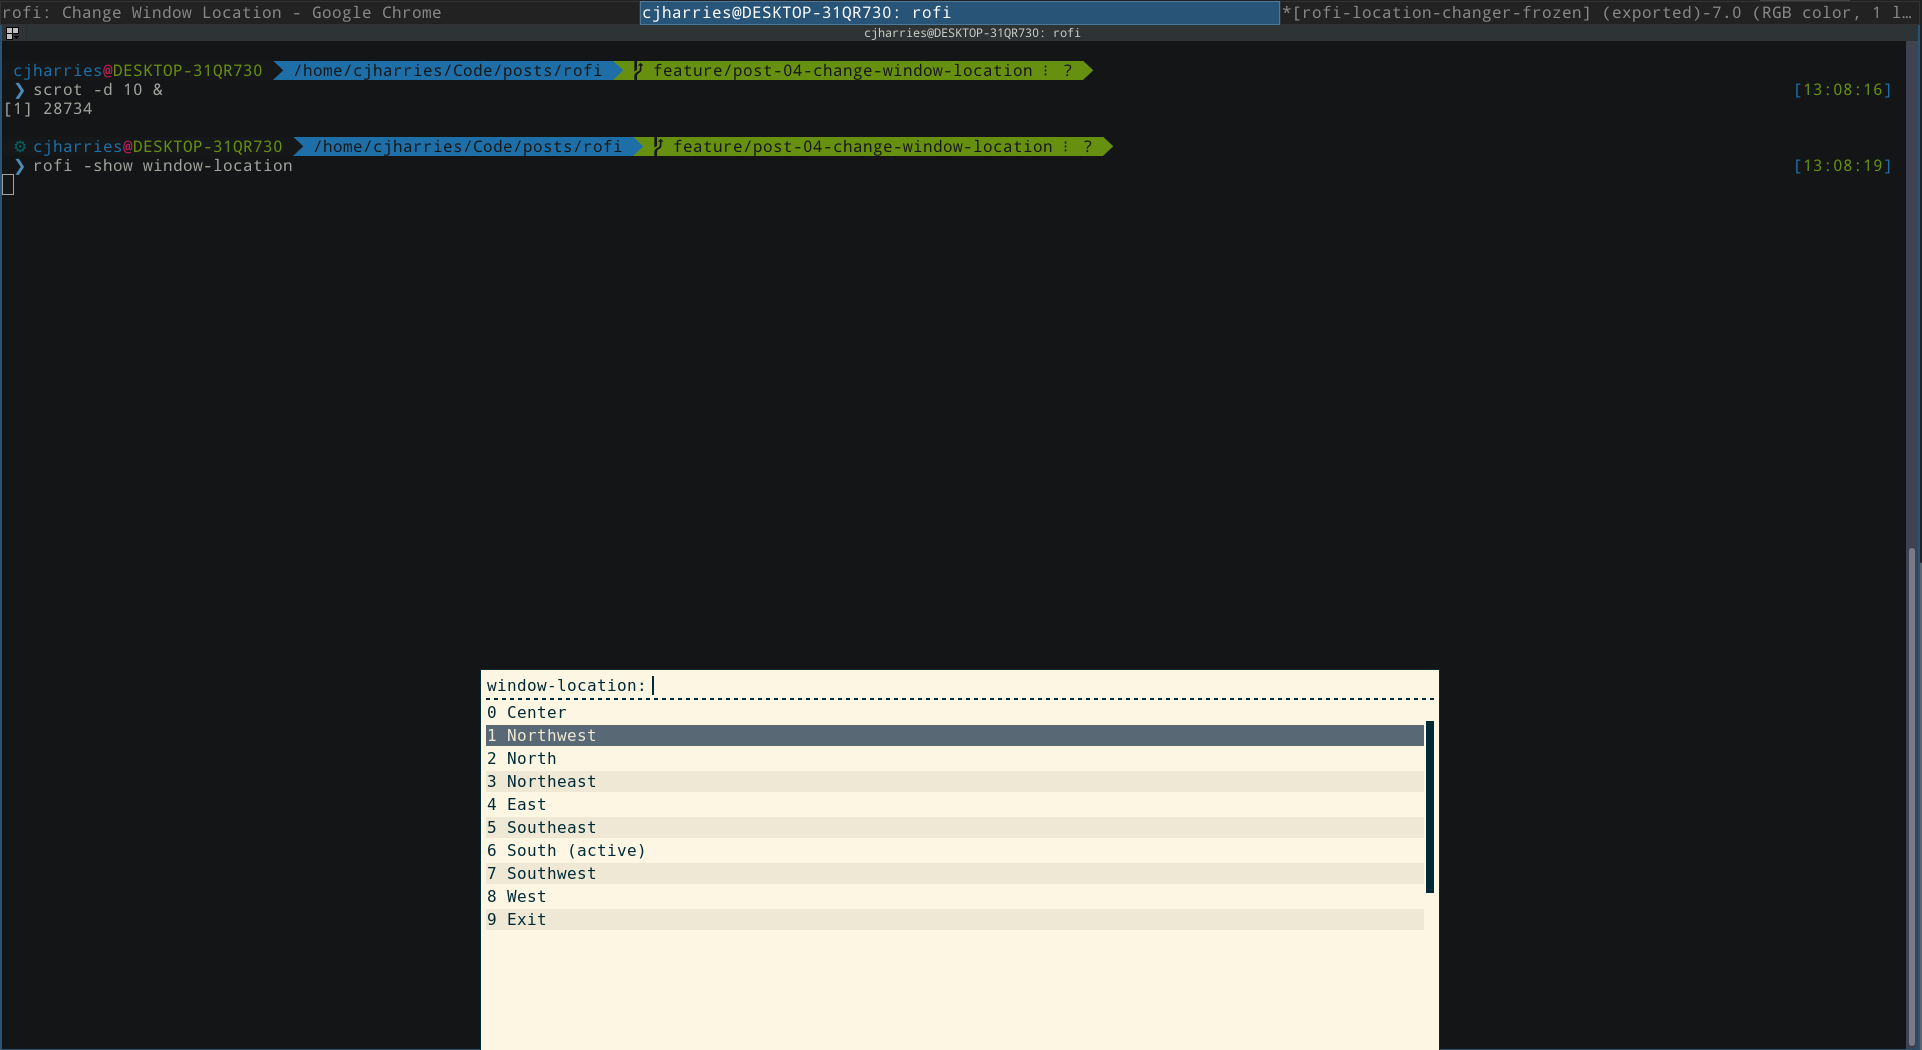 rofi: Change Window Location - Google Chrome
cjharries@DESKTOP-31QR730: rofi
*[rofi-location-changer-frozen] (exported)-7.0 (RGB color, 1 l…
cjharries@DESKTOP-31QR730: rofi
cjharries@DESKTOP-31QR730 /home/cjharries/Code/posts/rofi feature/post-04-change-window-location ?
❯ scrot -d 10 & [13:08:16]
[1] 28734
⚙ cjharries@DESKTOP-31QR730 /home/cjharries/Code/posts/rofi feature/post-04-change-window-location ?
❯ rofi -show window-location [13:08:19]
window-location:
0 Center
1 Northwest
2 North
3 Northeast
4 East
5 Southeast
6 South (active)
7 Southwest
8 West
9 Exit